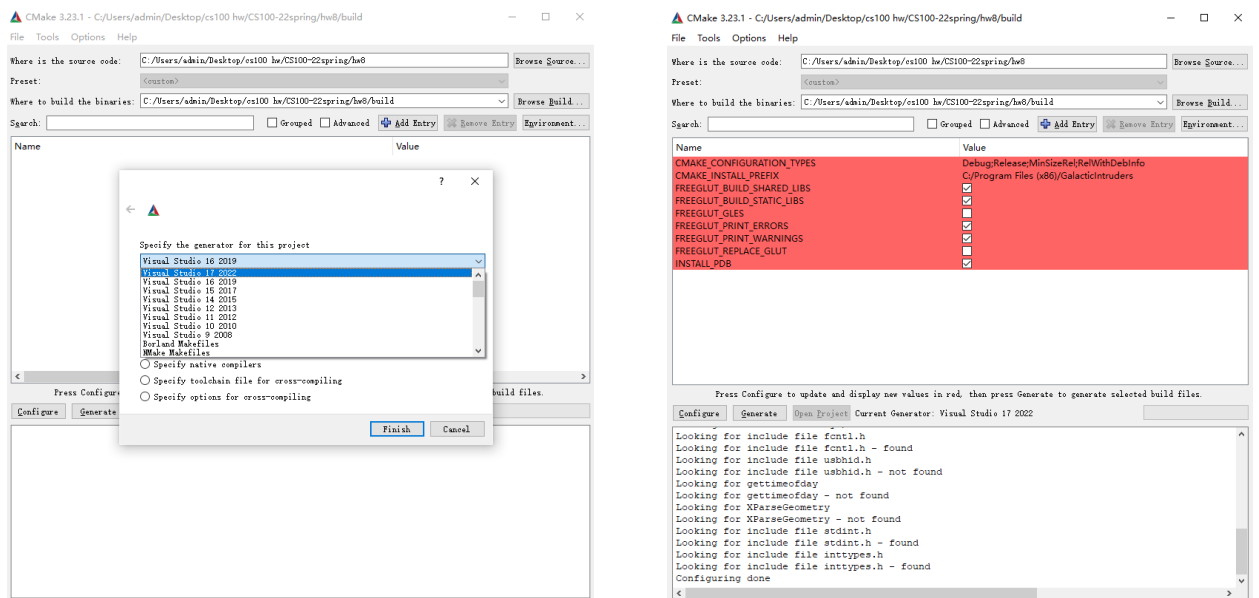 CMake 3.23.1 - C:/Users/admin/Desktop/cs100 hw/CS100-22spring/hw8/build
File Tools Options Help
Where is the source code: C:/Users/admin/Desktop/cs100 hw/CS100-22spring/hw8 Browse Source...
Preset: <custom>
Where to build the binaries: C:/Users/admin/Desktop/cs100 hw/CS100-22spring/hw8/build Browse Build...
Search: Grouped Advanced Add Entry Remove Entry Environment...
Name Value
?
Specify the generator for this project
Visual Studio 16 2019
Visual Studio 17 2022
Visual Studio 16 2019
Visual Studio 15 2017
Visual Studio 14 2015
Visual Studio 12 2013
Visual Studio 11 2012
Visual Studio 10 2010
Visual Studio 9 2008
Borland Makefiles
NMake Makefiles
Specify native compilers
Specify toolchain file for cross-compiling
Specify options for cross-compiling
Press Configure build files.
Configure Generate
Finish Cancel
CMake 3.23.1 - C:/Users/admin/Desktop/cs100 hw/CS100-22spring/hw8/build
File Tools Options Help
Where is the source code: C:/Users/admin/Desktop/cs100 hw/CS100-22spring/hw8 Browse Source...
Preset: <custom>
Where to build the binaries: C:/Users/admin/Desktop/cs100 hw/CS100-22spring/hw8/build Browse Build...
Search: Grouped Advanced Add Entry Remove Entry Environment...
Name Value
CMAKE_CONFIGURATION_TYPES Debug;Release;MinSizeRel;RelWithDebInfo
CMAKE_INSTALL_PREFIX C:/Program Files (x86)/GalacticIntruders
FREEGLUT_BUILD_SHARED_LIBS
FREEGLUT_BUILD_STATIC_LIBS
FREEGLUT_GLES
FREEGLUT_PRINT_ERRORS
FREEGLUT_PRINT_WARNINGS
FREEGLUT_REPLACE_GLUT
INSTALL_PDB
Press Configure to update and display new values in red, then press Generate to generate selected build files.
Configure Generate Open Project Current Generator: Visual Studio 17 2022
Looking for include file fcntl.h
Looking for include file fcntl.h - found
Looking for include file usbhid.h
Looking for include file usbhid.h - not found
Looking for gettimeofday
Looking for gettimeofday - not found
Looking for XParseGeometry
Looking for XParseGeometry - not found
Looking for include file stdint.h
Looking for include file stdint.h - found
Looking for include file inttypes.h
Looking for include file inttypes.h - found
Configuring done